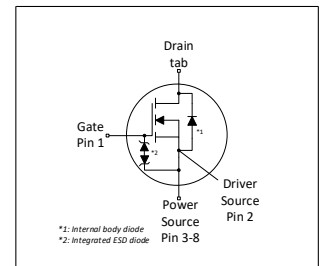 Drain
tab
*1
Gate
Pin 1
*2
Driver
Source
Pin 2
Power
Source
Pin 3-8
*1: Internal body diode
*2: Integrated ESD diode